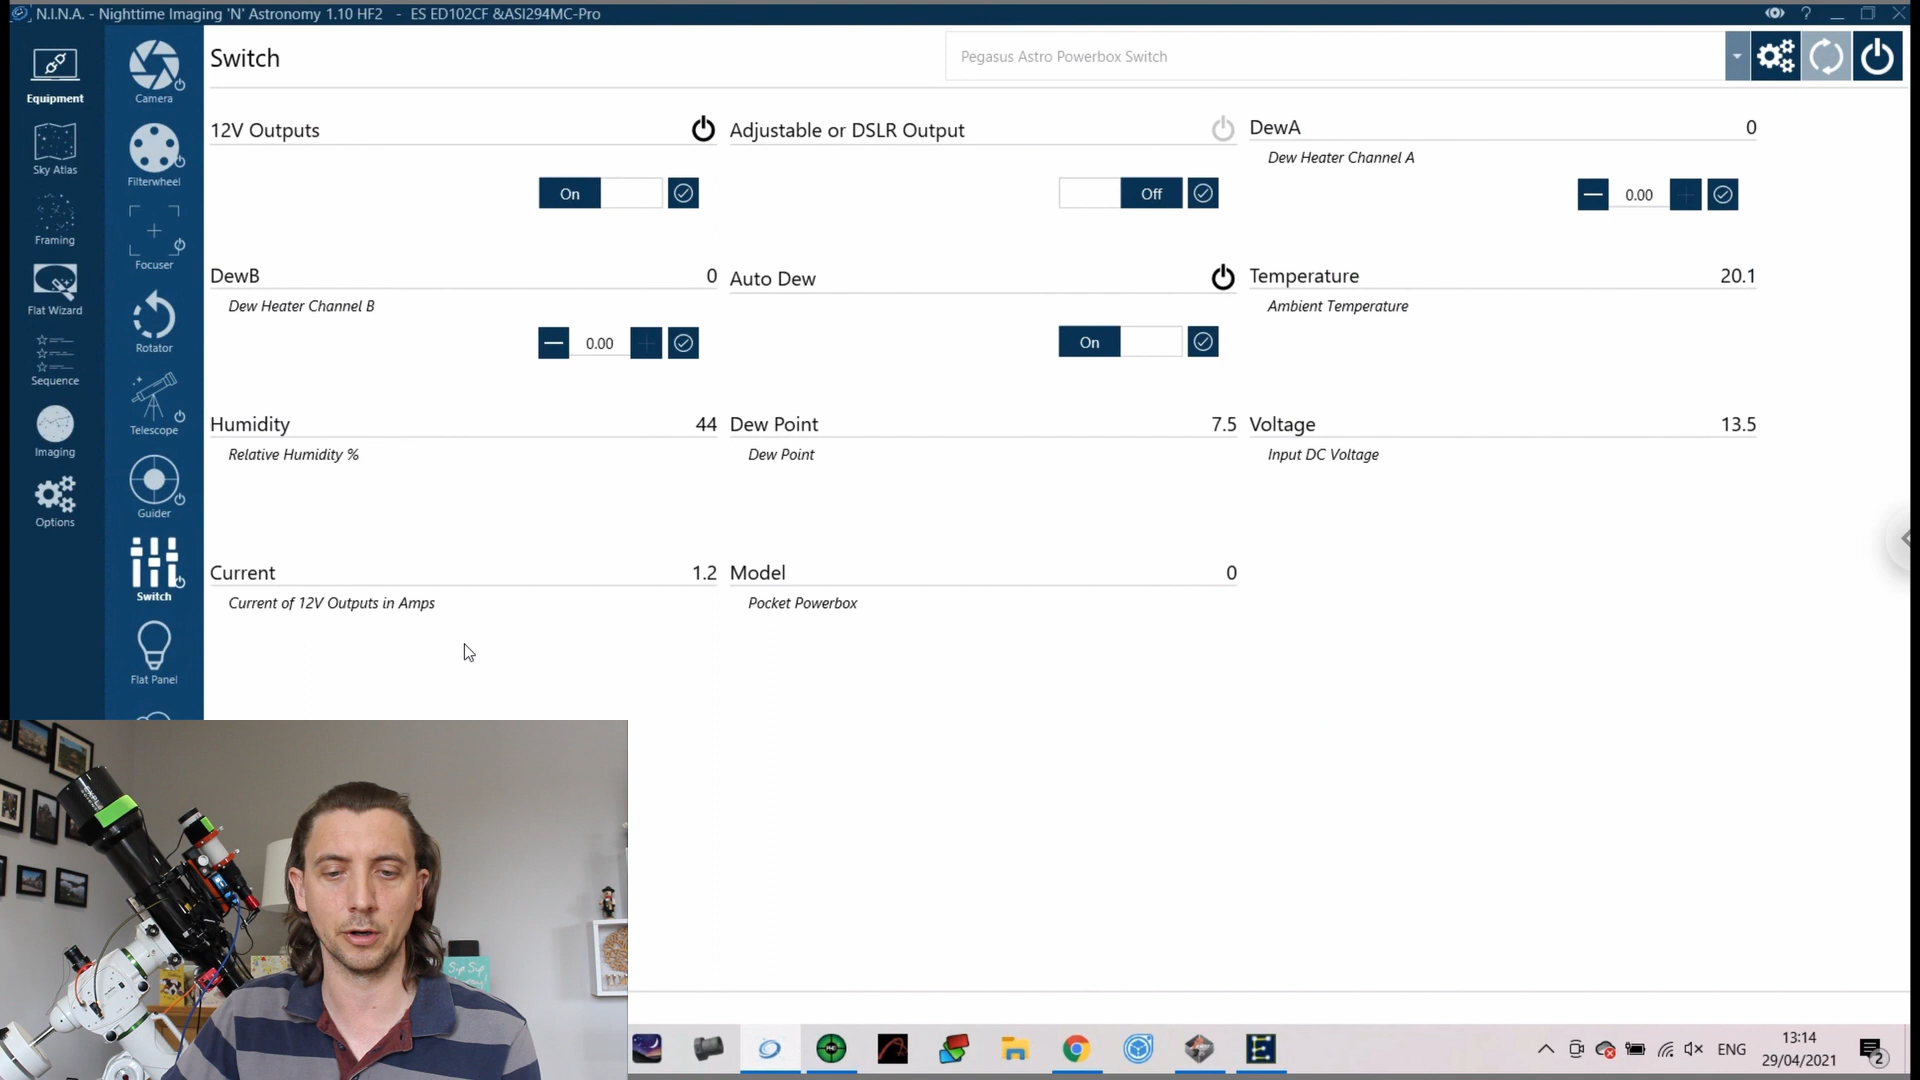 N.I.N.A. - Nighttime Imaging 'N' Astronomy 1.10 HF2 - ES ED102CF &ASI294MC-Pro
?
Equipment
Sky Atlas
Framing
Flat Wizard
Sequence
Imaging
Options
Camera
Filterwheel
Focuser
Rotator
Telescope
Guider
Switch
Flat Panel
Switch
Pegasus Astro Powerbox Switch
12V Outputs
On
Adjustable or DSLR Output
Off
DewA 0
Dew Heater Channel A
0.00
DewB 0
Dew Heater Channel B
0.00
Auto Dew
On
Temperature 20.1
Ambient Temperature
Humidity 44
Relative Humidity %
Dew Point 7.5
Dew Point
Voltage 13.5
Input DC Voltage
Current 1.2
Current of 12V Outputs in Amps
Model 0
Pocket Powerbox
ENG
13:14
29/04/2021
2